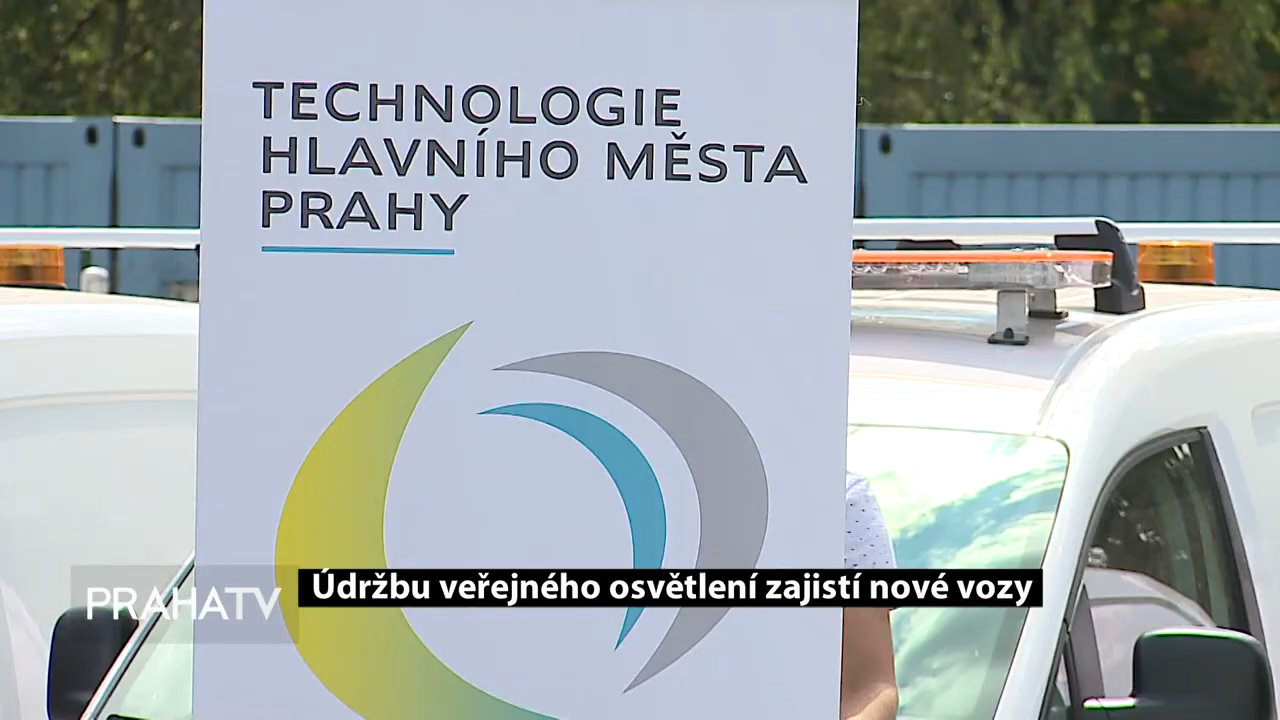 TECHNOLOGIE
HLAVNÍHO MĚSTA
PRAHY
PRAHATV
Údržbu veřejného osvětlení zajistí nové vozy